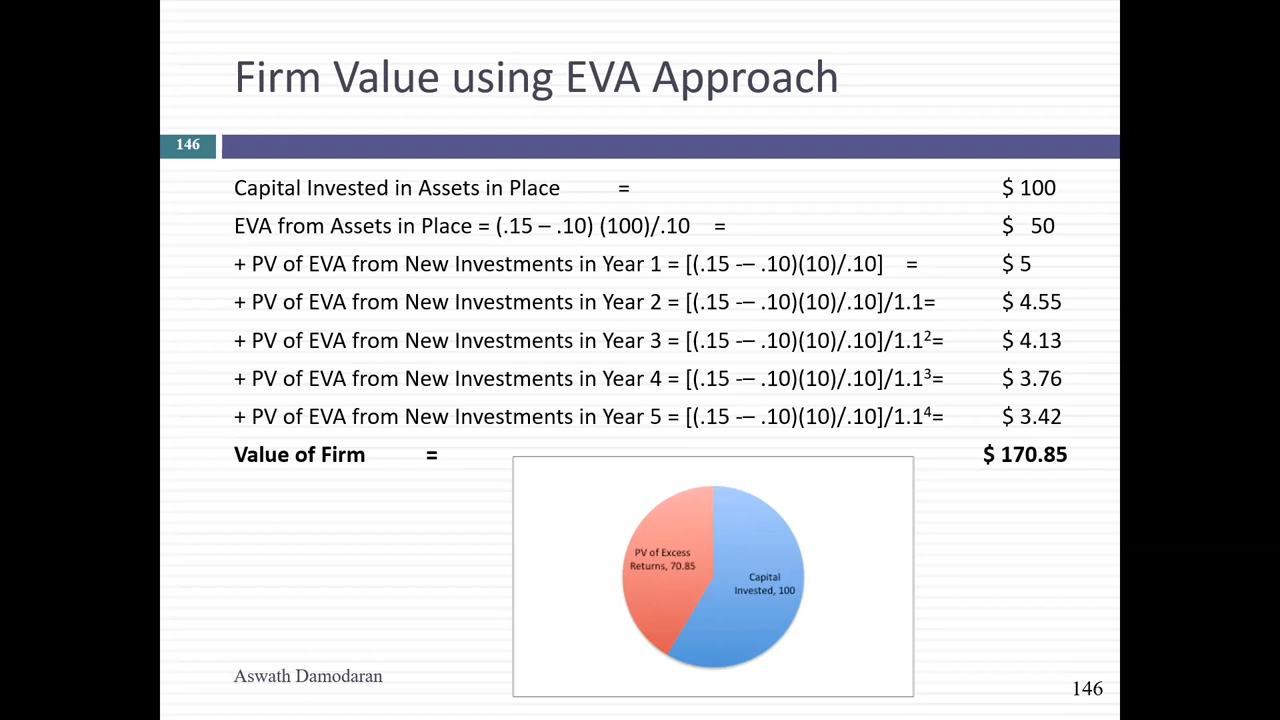 Firm Value using EVA Approach
146
Capital Invested in Assets in Place = $ 100
EVA from Assets in Place = (.15 – .10) (100)/.10 = $ 50
+ PV of EVA from New Investments in Year 1 = [(.15 -– .10)(10)/.10] = $ 5
+ PV of EVA from New Investments in Year 2 = [(.15 -– .10)(10)/.10]/1.1= $ 4.55
+ PV of EVA from New Investments in Year 3 = [(.15 -– .10)(10)/.10]/1.1²= $ 4.13
+ PV of EVA from New Investments in Year 4 = [(.15 -– .10)(10)/.10]/1.1³= $ 3.76
+ PV of EVA from New Investments in Year 5 = [(.15 -– .10)(10)/.10]/1.1⁴= $ 3.42
Value of Firm = $ 170.85
PV of Excess
Returns, 70.85
Capital
Invested, 100
Aswath Damodaran
146